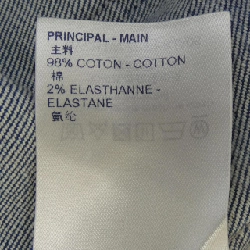 PRINCIPAL - MAIN
主料
98% COTON - COTTON
棉
2% ELASTHANNE -
ELASTANE
氨纶